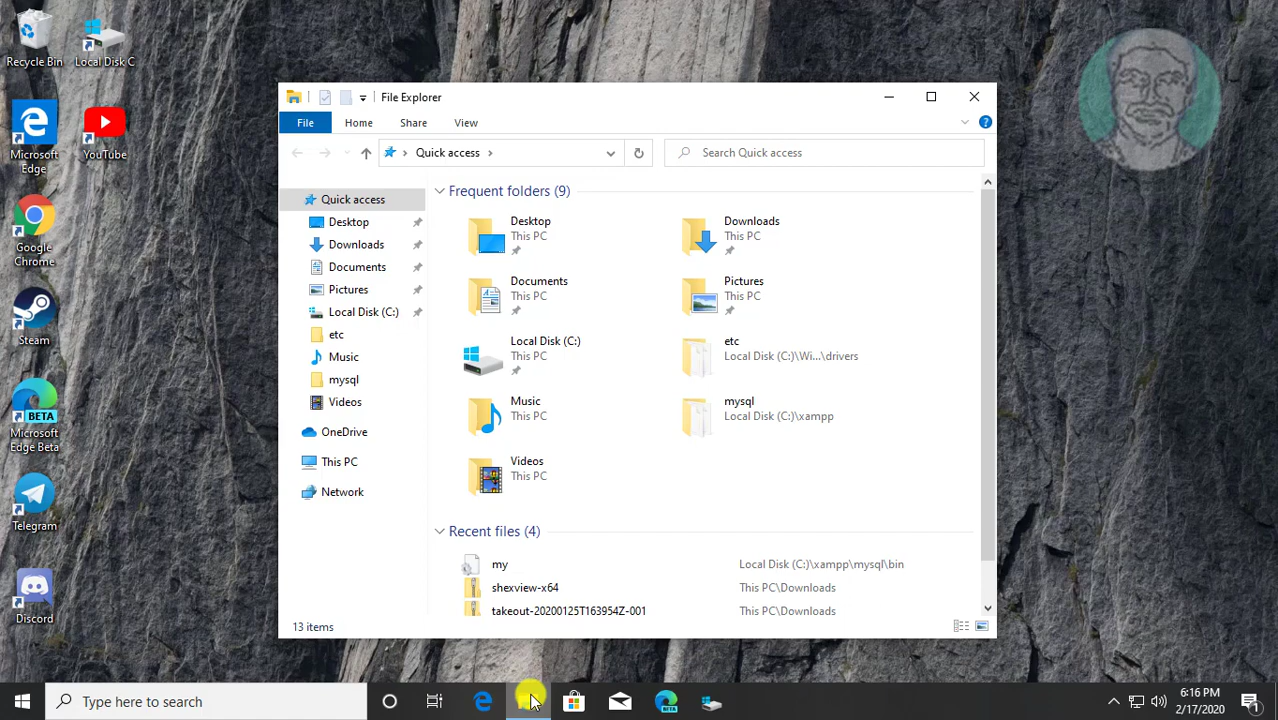 Recycle Bin
Local Disk C
Microsoft
Edge
YouTube
Google
Chrome
Steam
BETA
Microsoft
Edge Beta
Telegram
Discord
File Explorer
File
Home
Share
View
?
Quick access
Search Quick access
Quick access
Desktop
Downloads
Documents
Pictures
Local Disk (C:)
etc
Music
mysql
Videos
OneDrive
This PC
Network
Frequent folders (9)
Desktop
This PC
Downloads
This PC
Documents
This PC
Pictures
This PC
Local Disk (C:)
This PC
etc
Local Disk (C:)\Wi...\drivers
Music
This PC
mysql
Local Disk (C:)\xampp
Videos
This PC
Recent files (4)
my
Local Disk (C:)\xampp\mysql\bin
shexview-x64
This PC\Downloads
takeout-20200125T163954Z-001
This PC\Downloads
13 items
Type here to search
BETA
6:16 PM
2/17/2020
1